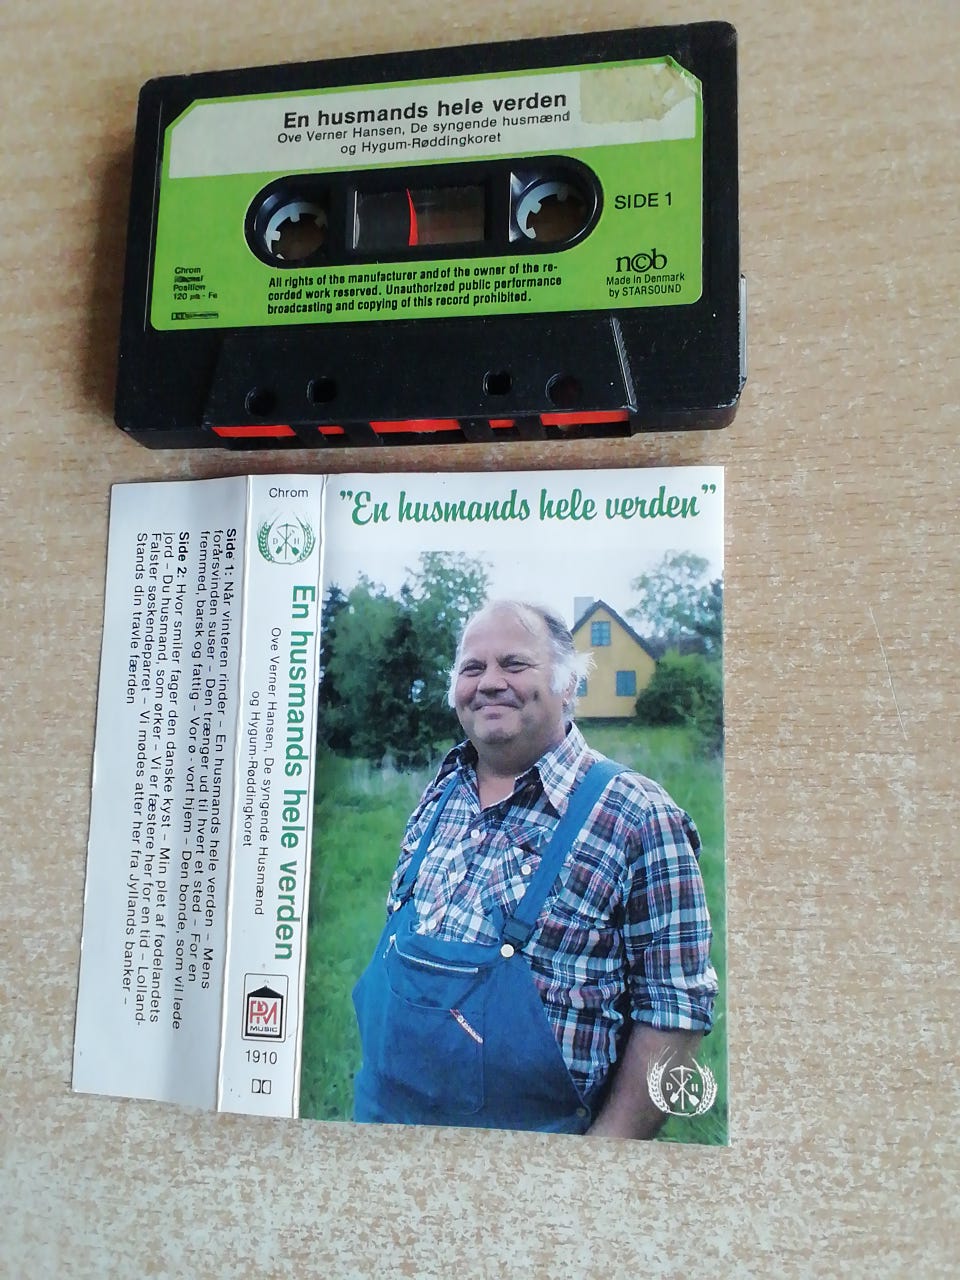 En husmands hele verden
Ove Verner Hansen, De syngende husmænd
og Hygum-Røddingkoret
SIDE 1
Chrom
Position
120 µs - Fe
All rights of the manufacturer and of the owner of the re-
corded work reserved. Unauthorized public performance
broadcasting and copying of this record prohibited.
n©b
Made in Denmark
by STARSOUND
"En husmands hele verden"
D S H
Chrom
D S H
En husmands hele verden
Ove Verner Hansen, De syngende Husmænd
og Hygum-Røddingkoret
PM
MUSIC
1910
Side 1: Når vinteren rinder – En husmands hele verden – Mens
forårsvinden suser – Den trænger ud til hvert et sted – For en
fremmed, barsk og fattig – Vor ø - vort hjem – Den bonde, som vil lede
Side 2: Hvor smiler fager den danske kyst – Min plet af fødelandets
jord – Du husmand, som ørker – Vi er fæstere her for en tid – Lolland-
Falster søskendeparret – Vi mødes atter her fra Jyllands banker –
Stands din travle færden